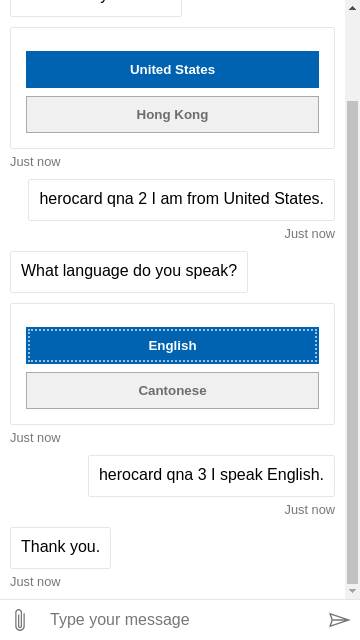 United States
Hong Kong
Just now
herocard qna 2 I am from United States.
Just now
What language do you speak?
English
Cantonese
Just now
herocard qna 3 I speak English.
Just now
Thank you.
Just now
Type your message